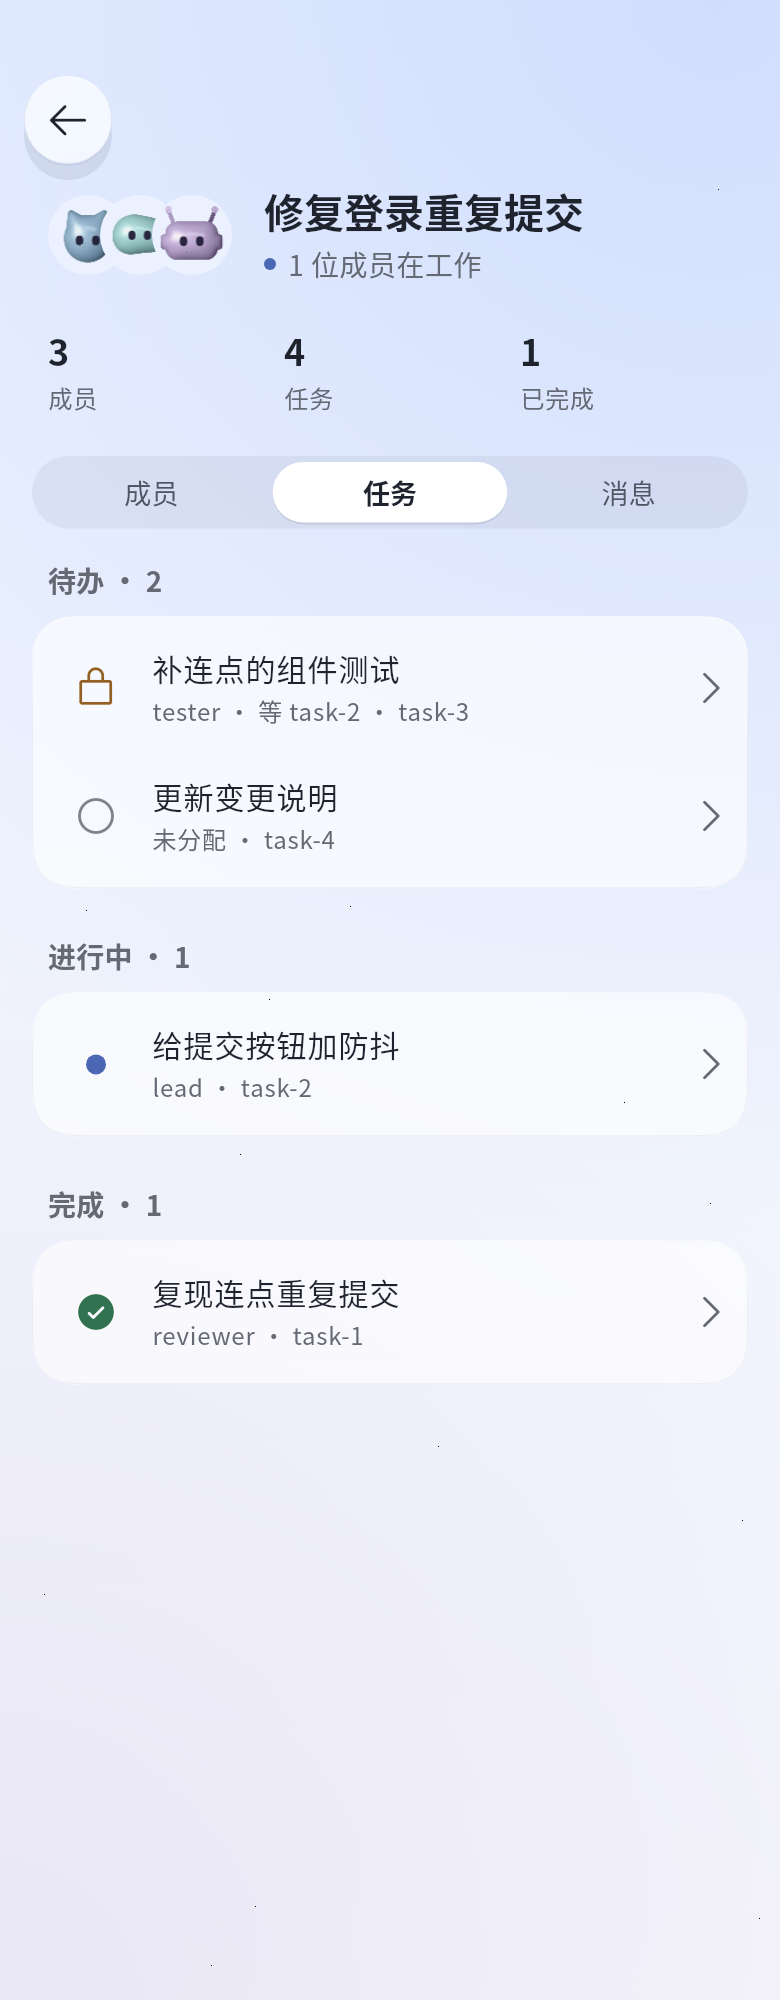 修复登录重复提交
1 位成员在工作
3
成员
4
任务
1
已完成
成员
任务
消息
待办 · 2
补连点的组件测试
tester · 等 task-2 · task-3
更新变更说明
未分配 · task-4
进行中 · 1
给提交按钮加防抖
lead · task-2
完成 · 1
复现连点重复提交
reviewer · task-1